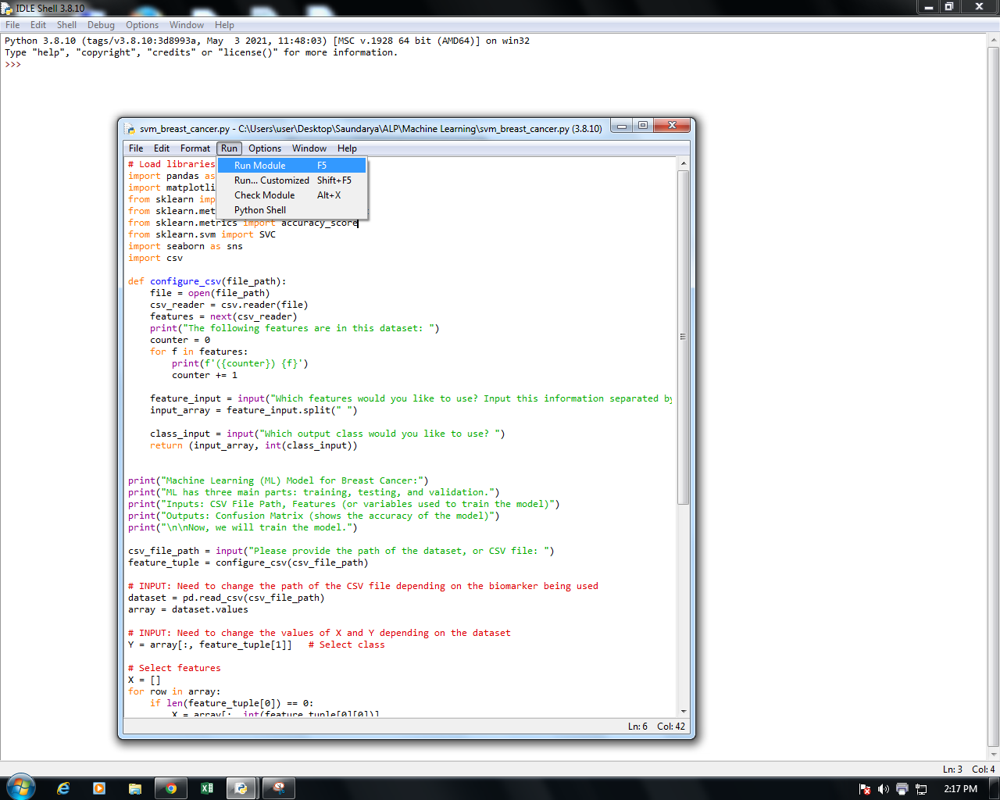 IDLE Shell 3.8.10
File Edit Shell Debug Options Window Help
Python 3.8.10 (tags/v3.8.10:3d8993a, May  3 2021, 11:48:03) [MSC v.1928 64 bit (AMD64)] on win32
Type "help", "copyright", "credits" or "license()" for more information.
>>>
svm_breast_cancer.py - C:\Users\user\Desktop\Saundarya\ALP\Machine Learning\svm_breast_cancer.py (3.8.10)
File Edit Format Run Options Window Help
Run Module F5
Run... Customized Shift+F5
Check Module Alt+X
Python Shell
# Load libraries
import pandas as
import matplotli
from sklearn imp
from sklearn.met
from sklearn.metrics import accuracy_score
from sklearn.svm import SVC
import seaborn as sns
import csv
def configure_csv(file_path):
    file = open(file_path)
    csv_reader = csv.reader(file)
    features = next(csv_reader)
    print("The following features are in this dataset: ")
    counter = 0
    for f in features:
        print(f'({counter}) {f}')
        counter += 1
    feature_input = input("Which features would you like to use? Input this information separated by
    input_array = feature_input.split(" ")
    class_input = input("Which output class would you like to use? ")
    return (input_array, int(class_input))
print("Machine Learning (ML) Model for Breast Cancer:")
print("ML has three main parts: training, testing, and validation.")
print("Inputs: CSV File Path, Features (or variables used to train the model)")
print("Outputs: Confusion Matrix (shows the accuracy of the model)")
print("\n\nNow, we will train the model.")
csv_file_path = input("Please provide the path of the dataset, or CSV file: ")
feature_tuple = configure_csv(csv_file_path)
# INPUT: Need to change the path of the CSV file depending on the biomarker being used
dataset = pd.read_csv(csv_file_path)
array = dataset.values
# INPUT: Need to change the values of X and Y depending on the dataset
Y = array[:, feature_tuple[1]]   # Select class
# Select features
X = []
for row in array:
    if len(feature_tuple[0]) == 0:
        X = array[:, int(feature_tuple[0][0])]
Ln: 6 Col: 42
Ln: 3 Col: 4
2:17 PM